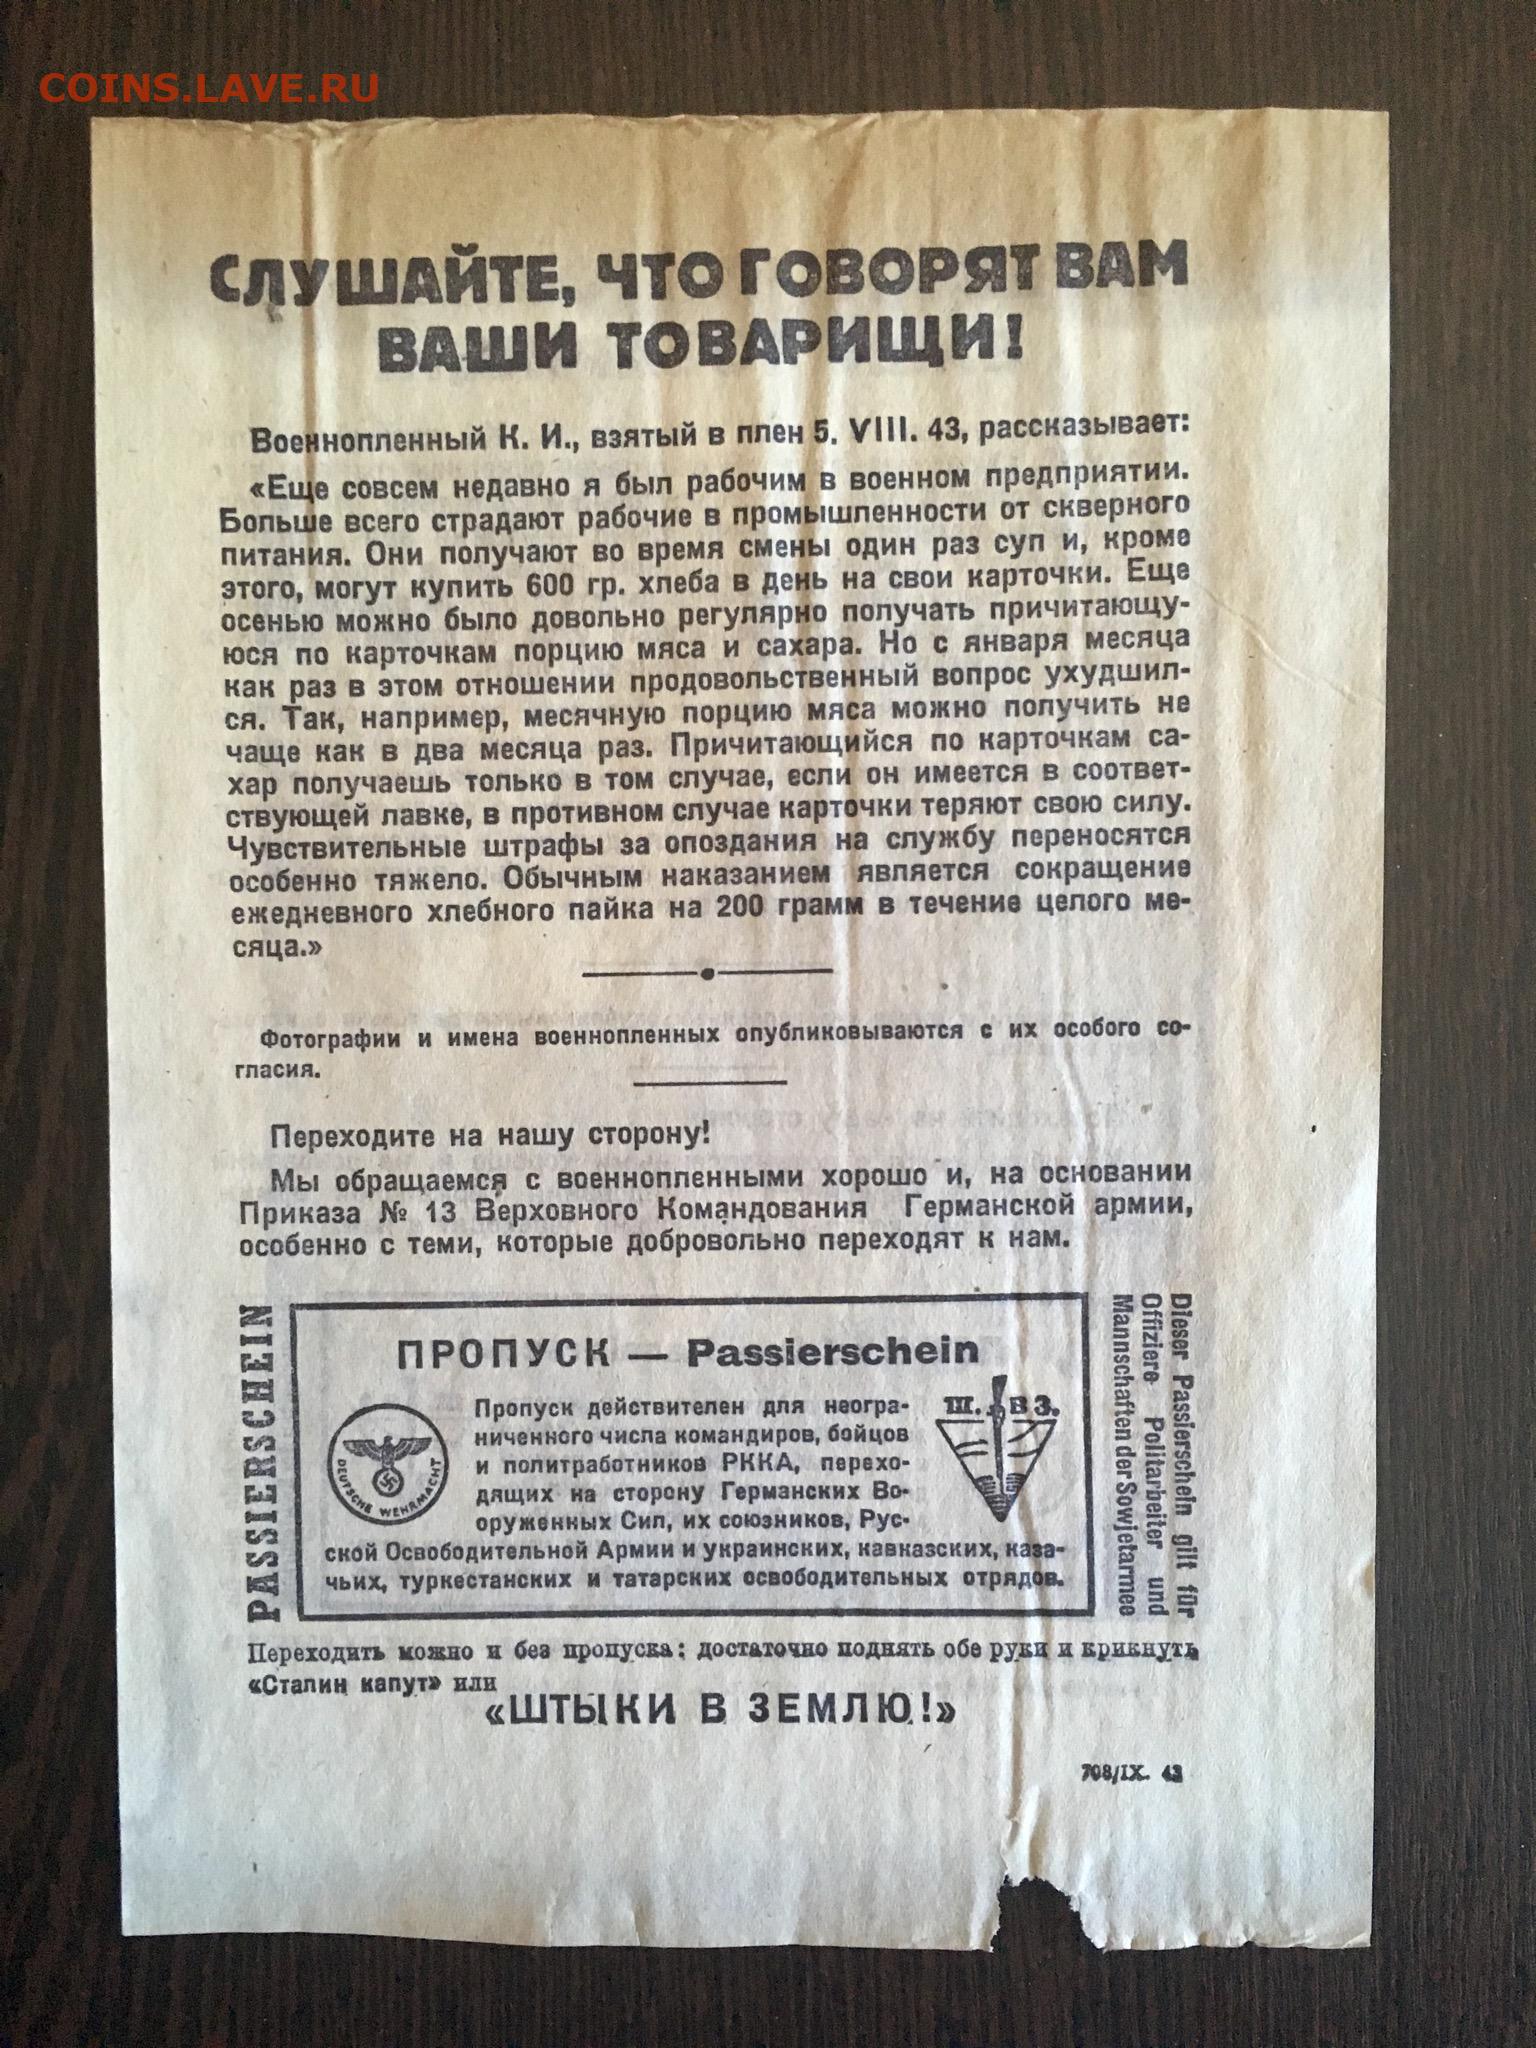 COINS.LAVE.RU
СЛУШАЙТЕ, ЧТО ГОВОРЯТ ВАМ
ВАШИ ТОВАРИЩИ!
Военнопленный К. И., взятый в плен 5. VIII. 43, рассказывает:
«Еще совсем недавно я был рабочим в военном предприятии.
Больше всего страдают рабочие в промышленности от скверного
питания. Они получают во время смены один раз суп и, кроме
этого, могут купить 600 гр. хлеба в день на свои карточки. Еще
осенью можно было довольно регулярно получать причитающу-
юся по карточкам порцию мяса и сахара. Но с января месяца
как раз в этом отношении продовольственный вопрос ухудшил-
ся. Так, например, месячную порцию мяса можно получить не
чаще как в два месяца раз. Причитающийся по карточкам са-
хар получаешь только в том случае, если он имеется в соответ-
ствующей лавке, в противном случае карточки теряют свою силу.
Чувствительные штрафы за опоздания на службу переносятся
особенно тяжело. Обычным наказанием является сокращение
ежедневного хлебного пайка на 200 грамм в течение целого ме-
сяца.»
Фотографии и имена военнопленных опубликовываются с их особого со-
гласия.
Переходите на нашу сторону!
Мы обращаемся с военнопленными хорошо и, на основании
Приказа № 13 Верховного Командования Германской армии,
особенно с теми, которые добровольно переходят к нам.
PASSIERSCHEIN
ПРОПУСК — Passierschein
DEUTSCHE WEHRMACHT
Ш. В З.
Пропуск действителен для неогра-
ниченного числа командиров, бойцов
и политработников РККА, перехо-
дящих на сторону Германских Во-
оруженных Сил, их союзников, Рус-
ской Освободительной Армии и украинских, кавказских, каза-
чьих, туркестанских и татарских освободительных отрядов.
Dieser Passierschein gilt für
Offiziere Politarbeiter und
Mannschaften der Sowjetarmee
Переходить можно и без пропуска: достаточно поднять обе руки и крикнуть
«Сталин капут» или
«ШТЫКИ В ЗЕМЛЮ!»
708/IX. 43